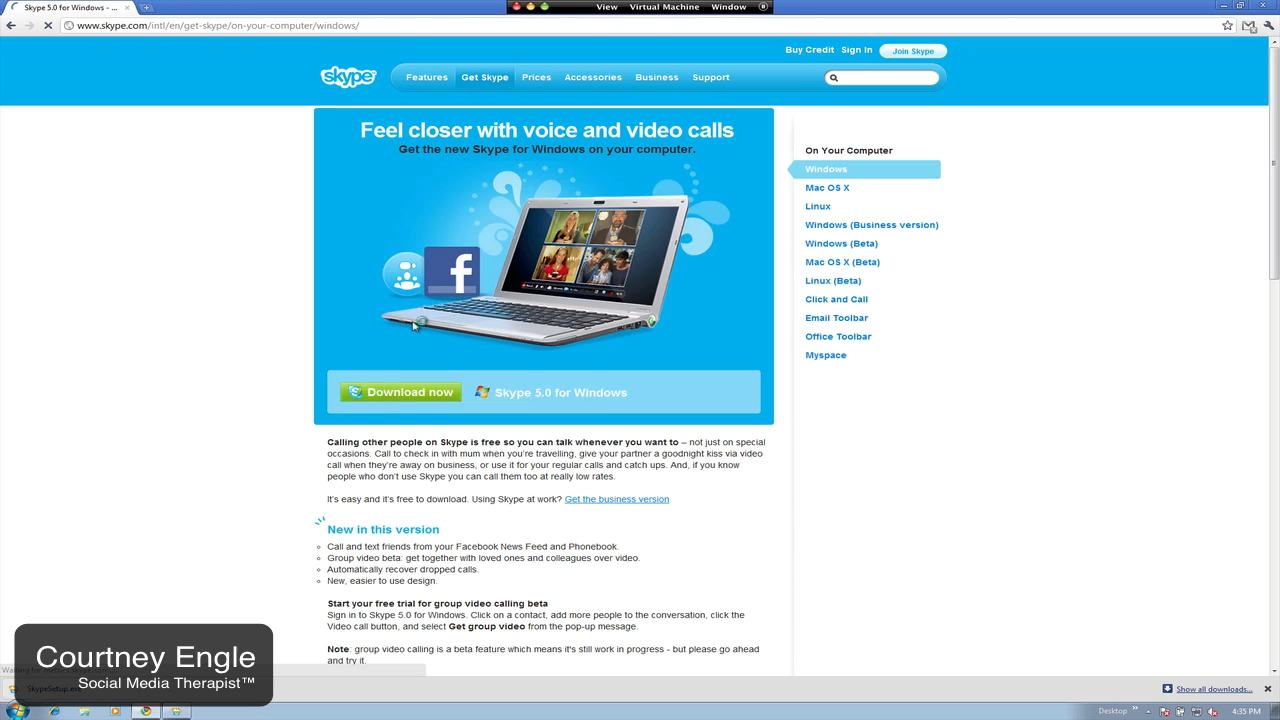 Skype 5.0 for Windows - ...
View Virtual Machine Window
www.skype.com/intl/en/get-skype/on-your-computer/windows/
Buy Credit Sign In Join Skype
skype
Features Get Skype Prices Accessories Business Support
Feel closer with voice and video calls
Get the new Skype for Windows on your computer.
f
Download now
Skype 5.0 for Windows
Calling other people on Skype is free so you can talk whenever you want to – not just on special
occasions. Call to check in with mum when you're travelling, give your partner a goodnight kiss via video
call when they're away on business, or use it for your regular calls and catch ups. And, if you know
people who don't use Skype you can call them too at really low rates.
It's easy and it's free to download. Using Skype at work? Get the business version
New in this version
Call and text friends from your Facebook News Feed and Phonebook.
Group video beta: get together with loved ones and colleagues over video.
Automatically recover dropped calls.
New, easier to use design.
Start your free trial for group video calling beta
Sign in to Skype 5.0 for Windows. Click on a contact, add more people to the conversation, click the
Video call button, and select Get group video from the pop-up message.
Note: group video calling is a beta feature which means it's still work in progress - but please go ahead
and try it.
On Your Computer
Windows
Mac OS X
Linux
Windows (Business version)
Windows (Beta)
Mac OS X (Beta)
Linux (Beta)
Click and Call
Email Toolbar
Office Toolbar
Myspace
Courtney Engle
Social Media Therapist™
Waiting for
SkypeSetup.exe
Show all downloads...
Desktop
4:35 PM